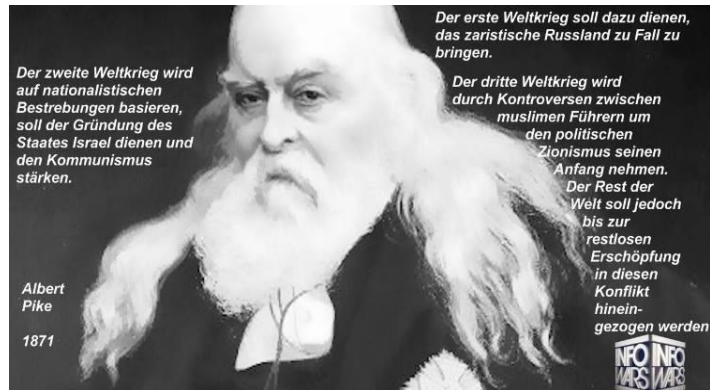 Der erste Weltkrieg soll dazu dienen,
das zaristische Russland zu Fall zu
bringen.
Der zweite Weltkrieg wird
auf nationalistischen
Bestrebungen basieren,
soll der Gründung des
Staates Israel dienen und
den Kommunismus
stärken.
Der dritte Weltkrieg wird
durch Kontroversen zwischen
muslimen Führern um
den politischen
Zionismus seinen
Anfang nehmen.
Der Rest der
Welt soll jedoch
bis zur
restlosen
Erschöpfung
in diesen
Konflikt
hinein-
gezogen werden
Albert
Pike
1871
INFO
WARS
INFO
WARS